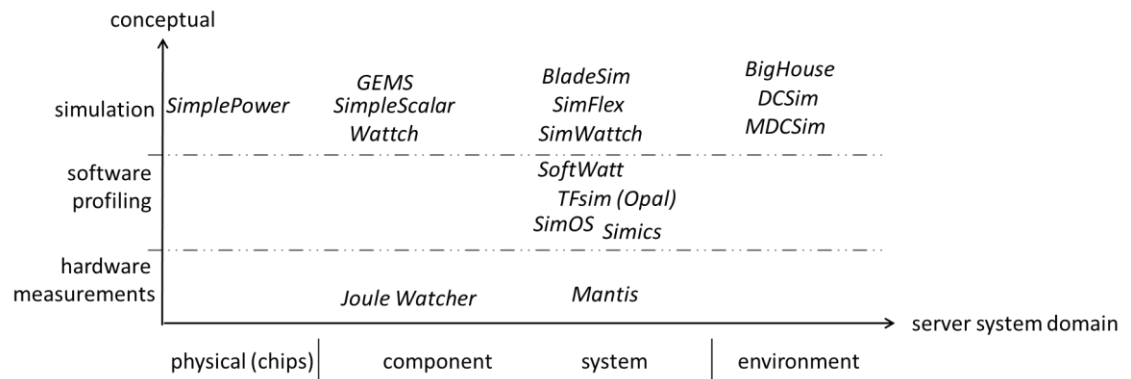 conceptual
simulation
SimplePower
GEMS
SimpleScalar
Wattch
BladeSim
SimFlex
SimWattch
BigHouse
DCSim
MDCSim
software
profiling
SoftWatt
TFsim (Opal)
SimOS
Simics
hardware
measurements
Joule Watcher
Mantis
server system domain
physical (chips)
component
system
environment